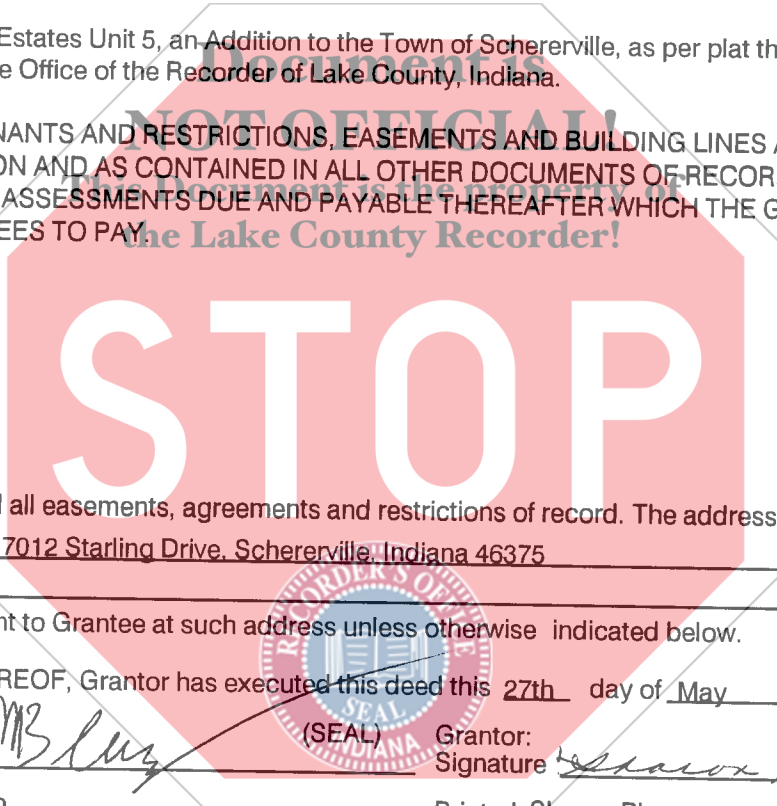 Estates Unit 5, an Addition to the Town of Schererville, as per plat th
e Office of the Recorder of Lake County, Indiana.
Document is
NOT OFFICIAL!
NANTS AND RESTRICTIONS, EASEMENTS AND BUILDING LINES
ON AND AS CONTAINED IN ALL OTHER DOCUMENTS OF RECOR
This Document is the property of
ASSESSMENTS DUE AND PAYABLE THEREAFTER WHICH THE G
EES TO PAY.
the Lake County Recorder!
STOP
all easements, agreements and restrictions of record. The address
7012 Starling Drive, Schererville, Indiana 46375
RECORDER'S OFFICE
nt to Grantee at such address unless otherwise indicated below.
REOF, Grantor has executed this deed this 27th day of May
SEAL
(SEAL) Grantor:
INDIANA
Signature